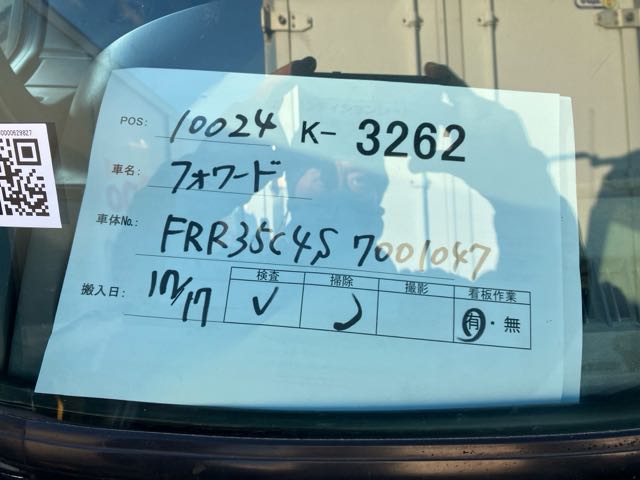 0000629827
POS: 10024 K- 3262
車名: フォワード
車体No.: FRR35C4S 7001047
搬入日: 12/17
検査 掃除 撮影 看板作業
有・無